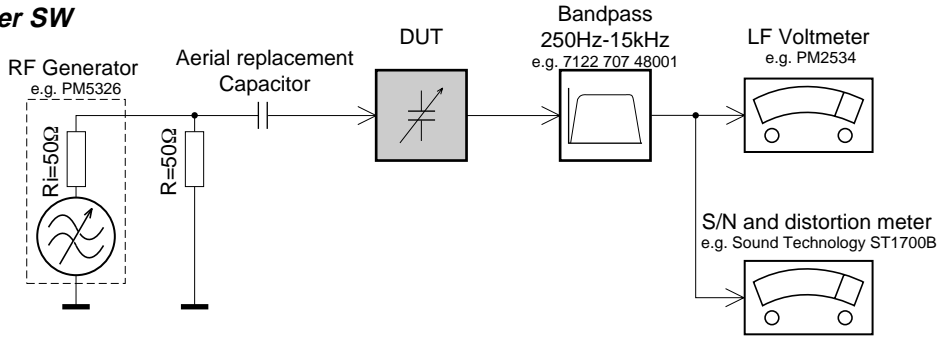 er SW
RF Generator
e.g. PM5326
Ri=50Ω
R=50Ω
Aerial replacement
Capacitor
DUT
Bandpass
250Hz-15kHz
e.g. 7122 707 48001
LF Voltmeter
e.g. PM2534
S/N and distortion meter
e.g. Sound Technology ST1700B